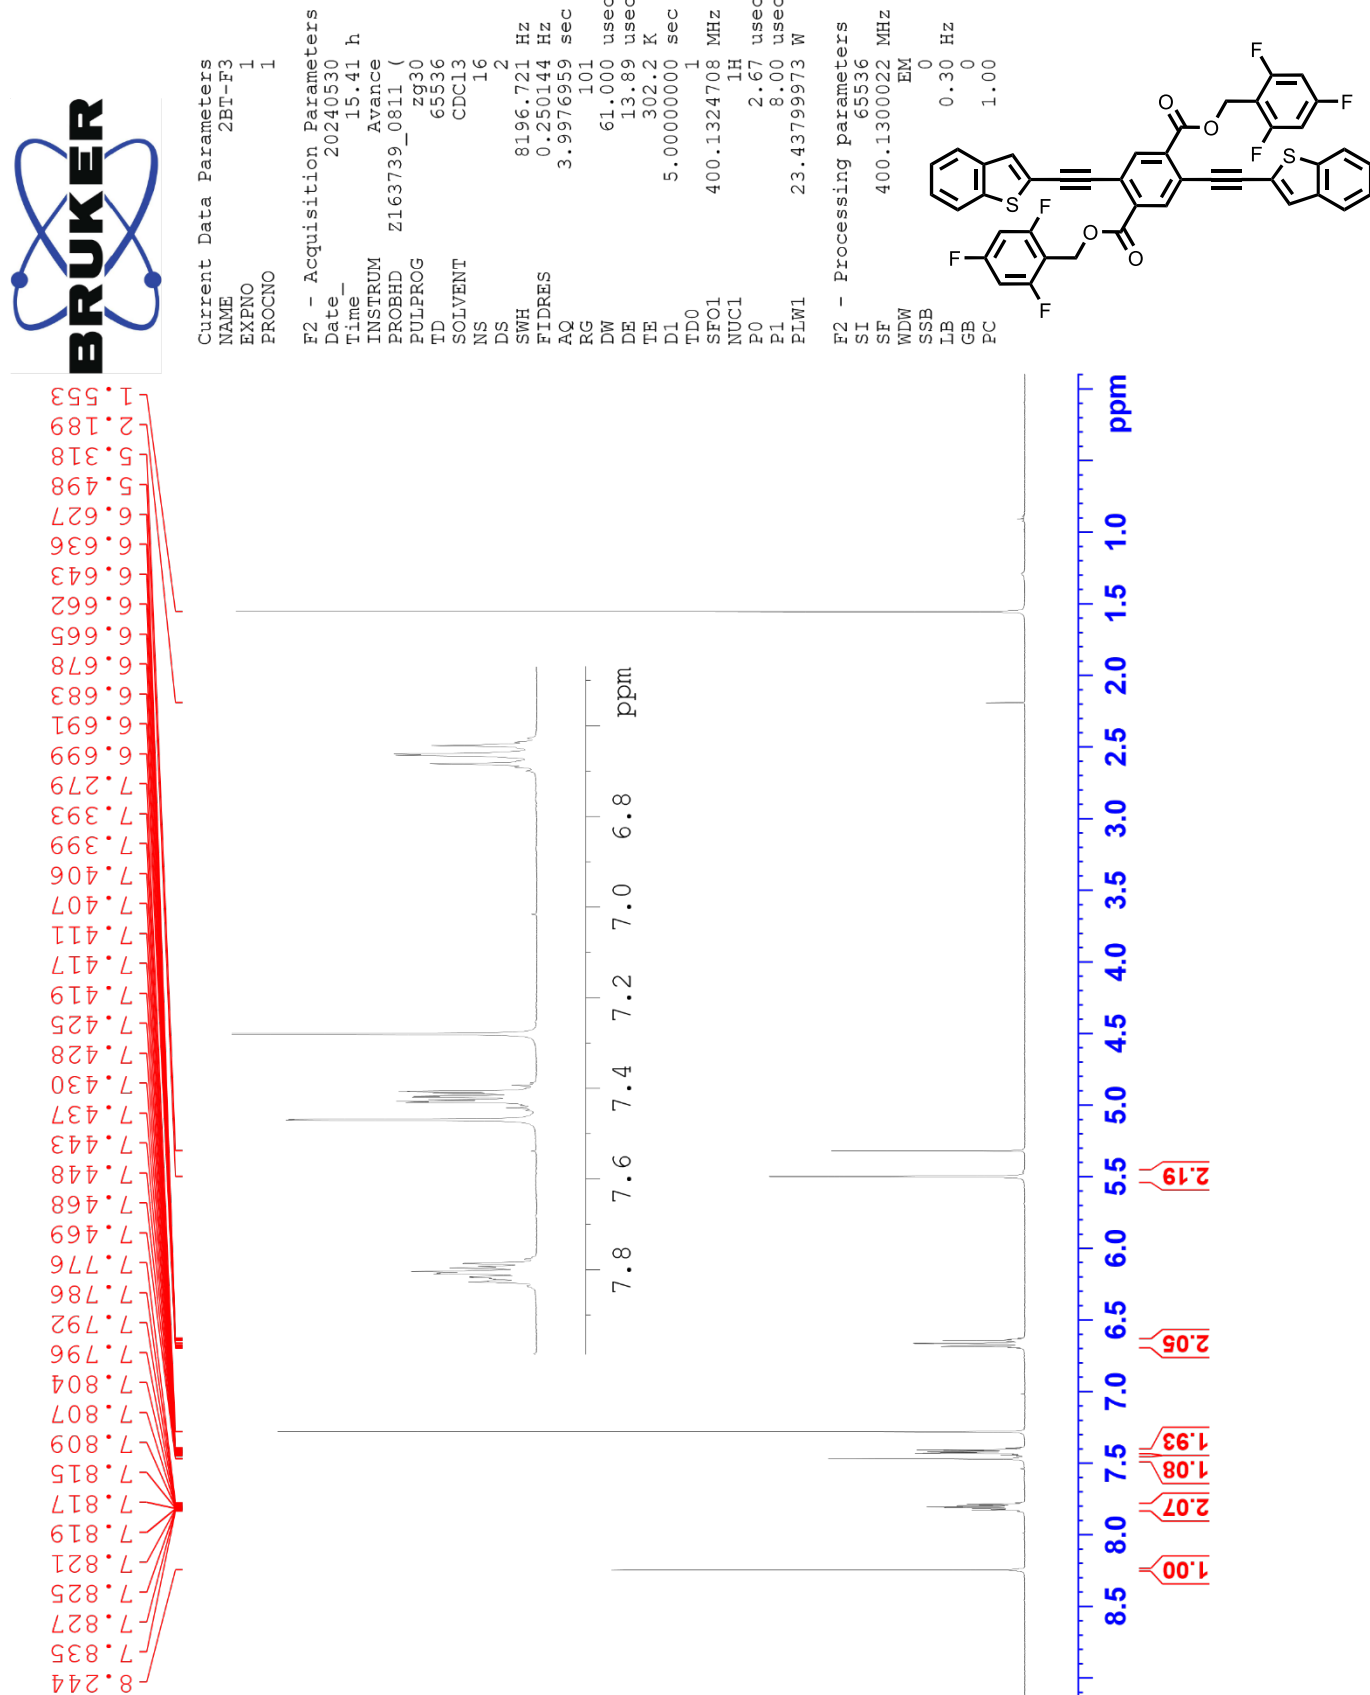 BRUKER
Current Data Parameters
NAME 2BT-F3
EXPNO 1
PROCNO 1
F2 - Acquisition Parameters
Date_ 20240530
Time 15.41 h
INSTRUM Avance
PROBHD Z163739_0811 (
PULPROG zg30
TD 65536
SOLVENT CDCl3
NS 16
DS 2
SWH 8196.721 Hz
FIDRES 0.250144 Hz
AQ 3.9976959 sec
RG 101
DW 61.000 usec
DE 13.89 usec
TE 302.2 K
D1 5.00000000 sec
TD0 1
SFO1 400.1324708 MHz
NUC1 1H
P0 2.67 usec
P1 8.00 usec
PLW1 23.43799973 W
F2 - Processing parameters
SI 65536
SF 400.1300022 MHz
WDW EM
SSB 0
LB 0.30 Hz
GB 0
PC 1.00
F
F
F
O
O
S
S
F
F
F
O
O
1.553
2.189
5.318
5.498
6.627
6.636
6.643
6.662
6.665
6.678
6.683
6.691
6.699
7.279
7.393
7.399
7.406
7.407
7.411
7.417
7.419
7.425
7.428
7.430
7.437
7.443
7.448
7.468
7.469
7.776
7.786
7.792
7.796
7.804
7.807
7.809
7.815
7.817
7.819
7.821
7.825
7.827
7.835
8.244
ppm
6.8
7.0
7.2
7.4
7.6
7.8
ppm
1.0
1.5
2.0
2.5
3.0
3.5
4.0
4.5
5.0
5.5
6.0
6.5
7.0
7.5
8.0
8.5
2.19
2.05
1.93
1.08
2.07
1.00